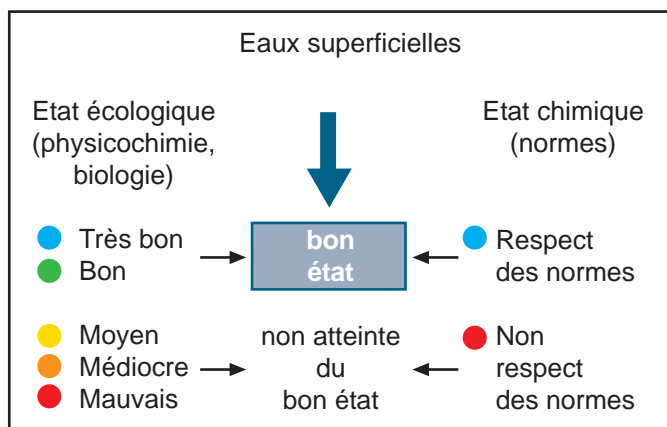 Eaux superficielles
Etat écologique
(physicochimie,
biologie)
Etat chimique
(normes)
Très bon
Bon
bon
état
Respect
des normes
Moyen
Médiocre
Mauvais
non atteinte
du
bon état
Non
respect
des normes